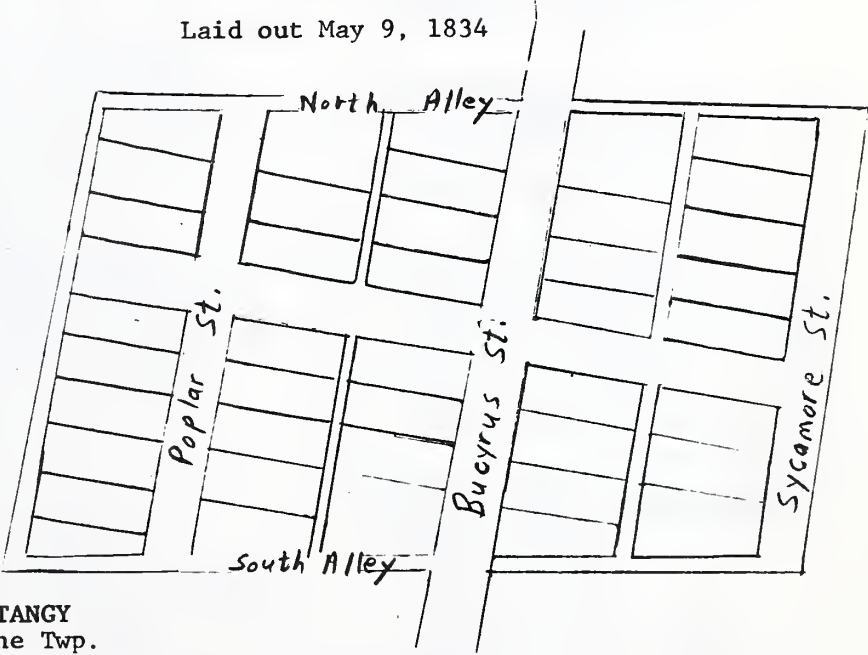 Laid out May 9, 1834
North Alley
Poplar St.
Bucyrus St.
Sycamore St.
South Alley
TANGY
ne Twp.